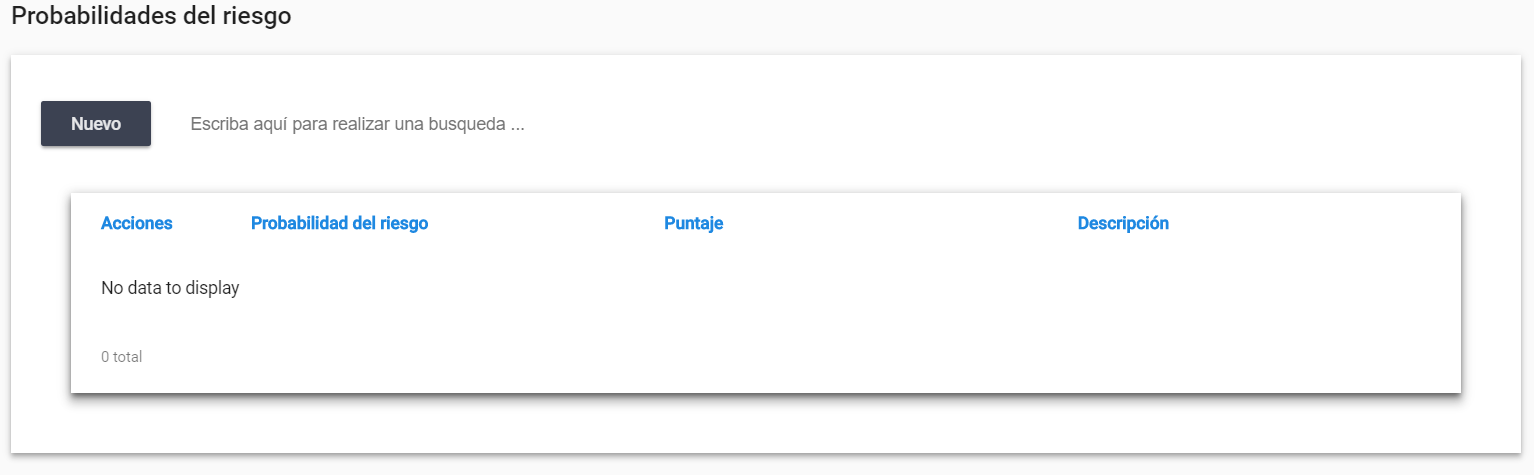 Probabilidades del riesgo
Nuevo
Escriba aquí para realizar una busqueda ...
Acciones Probabilidad del riesgo Puntaje Descripción
No data to display
0 total